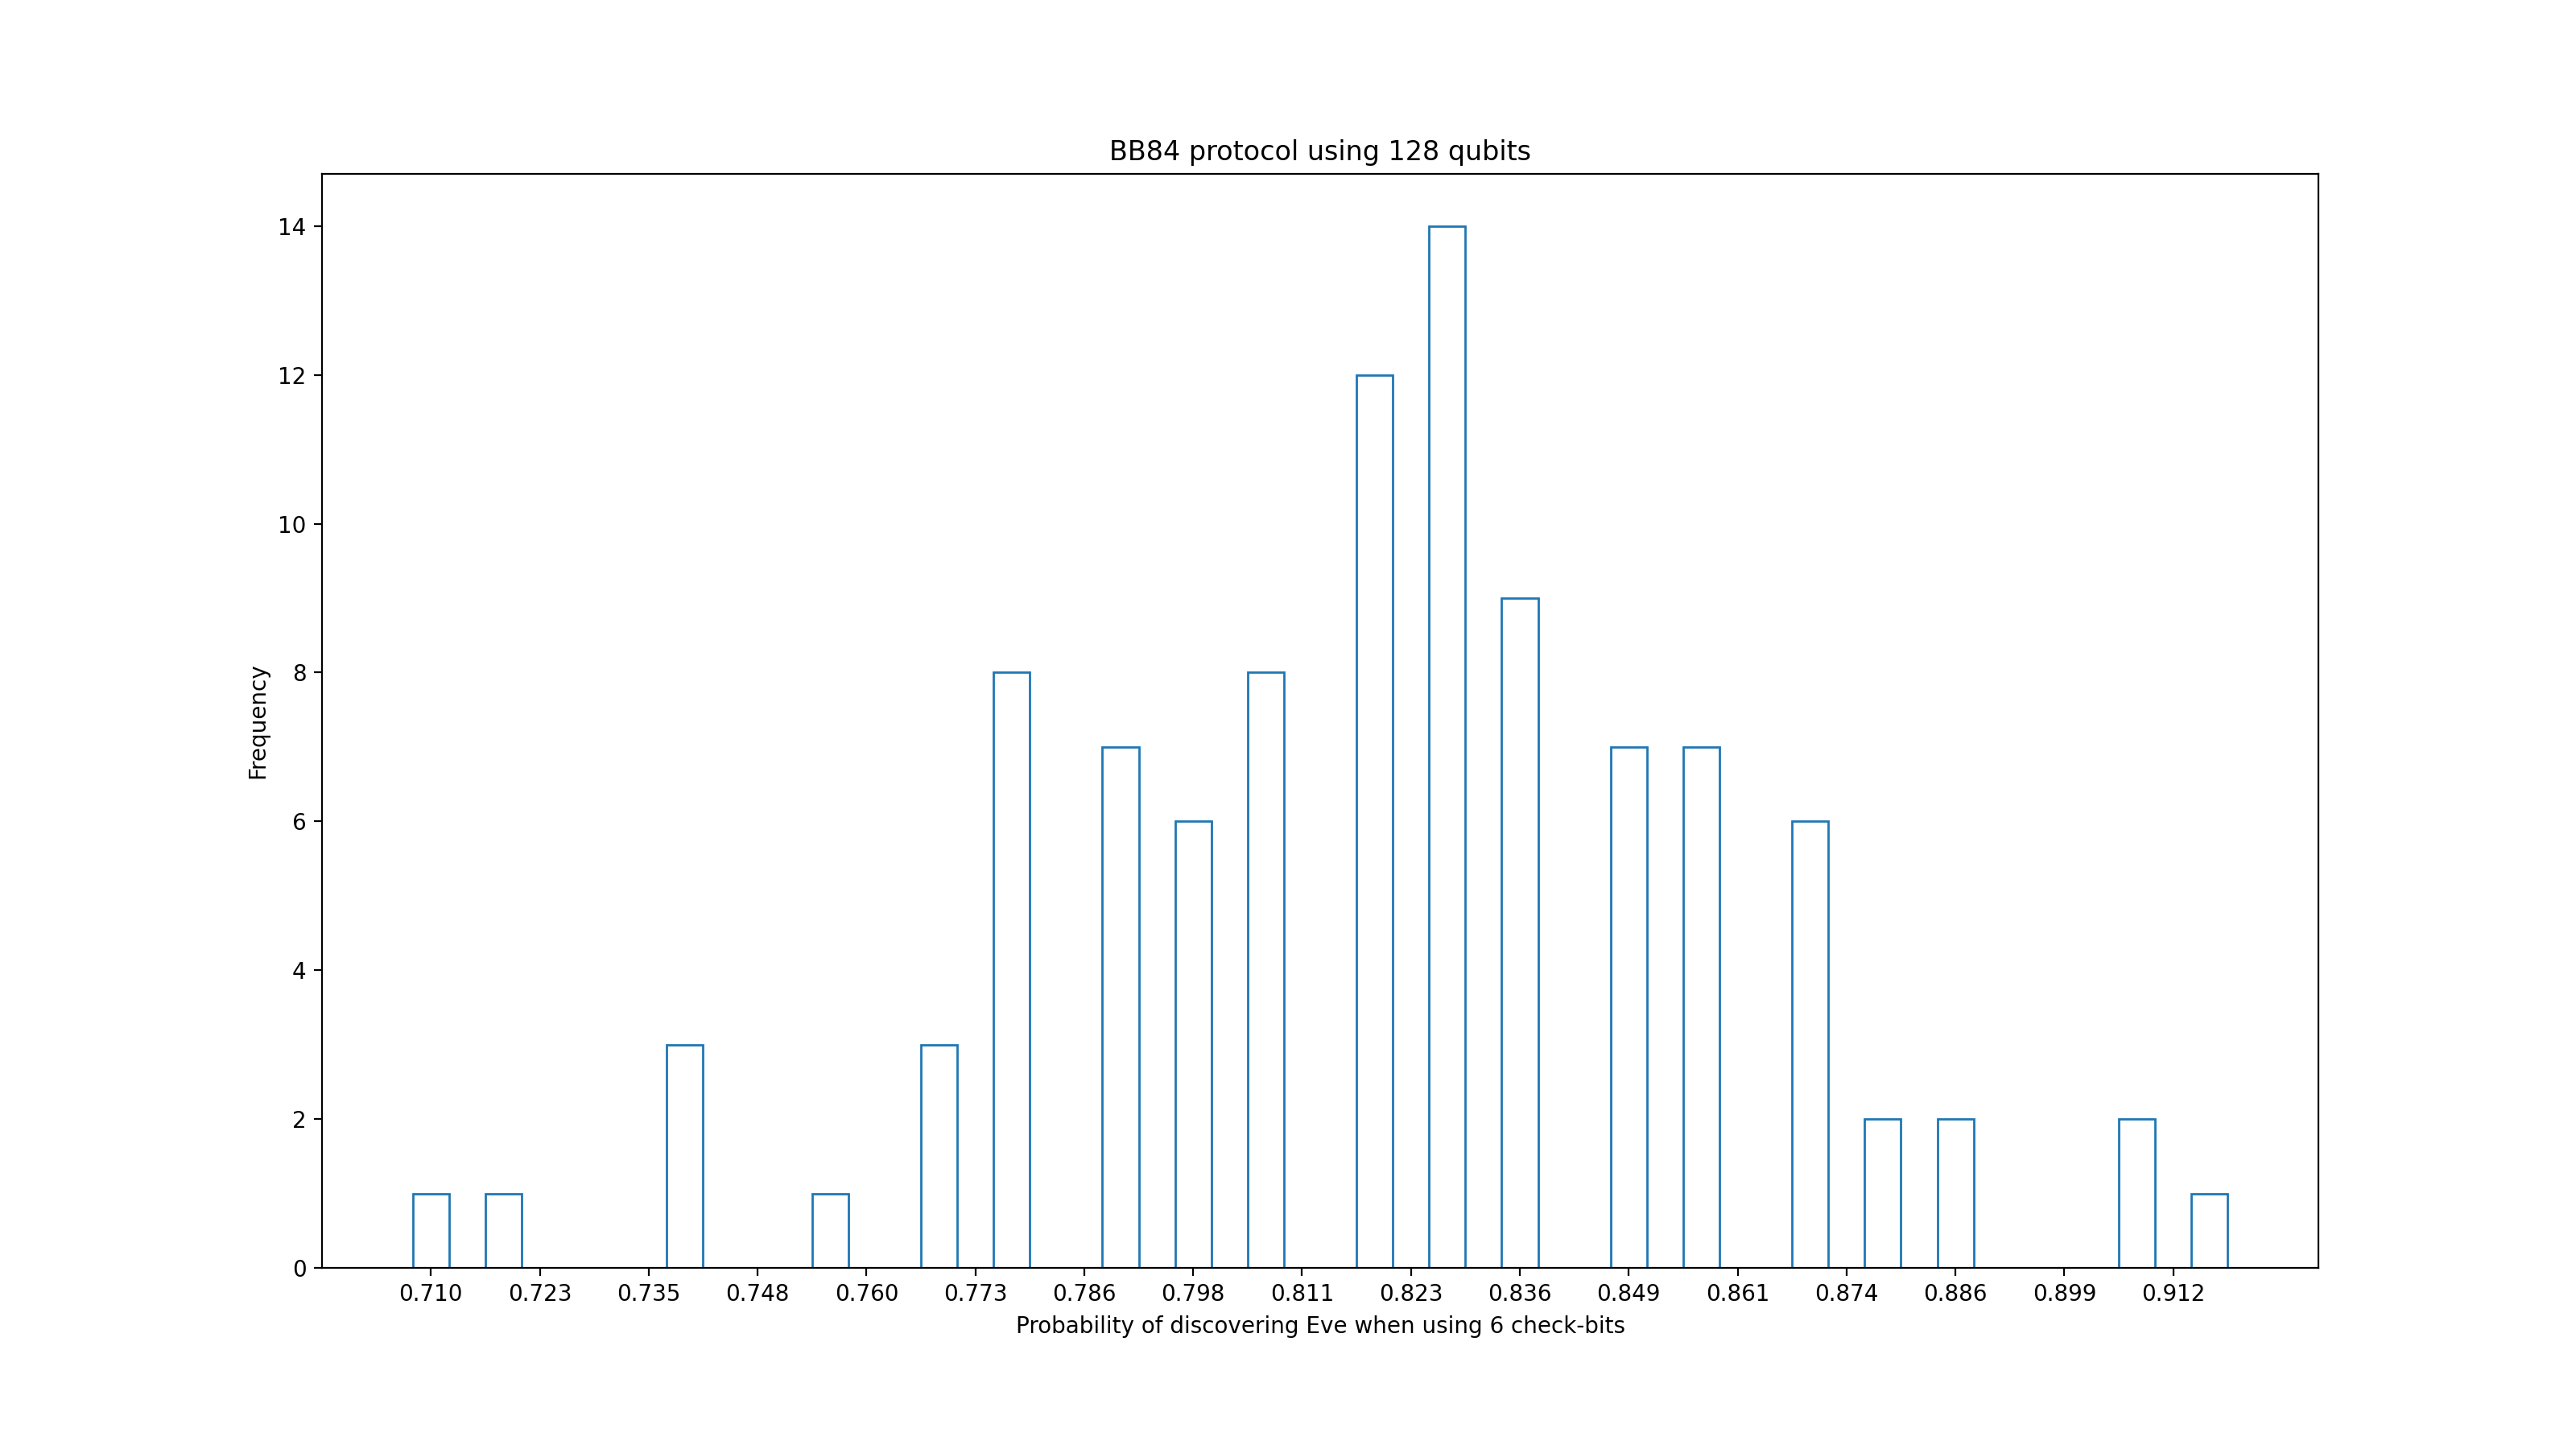 BB84 protocol using 128 qubits
14
12
10
8
6
4
2
0
Frequency
0.710 0.723 0.735 0.748 0.760 0.773 0.786 0.798 0.811 0.823 0.836 0.849 0.861 0.874 0.886 0.899 0.912
Probability of discovering Eve when using 6 check-bits